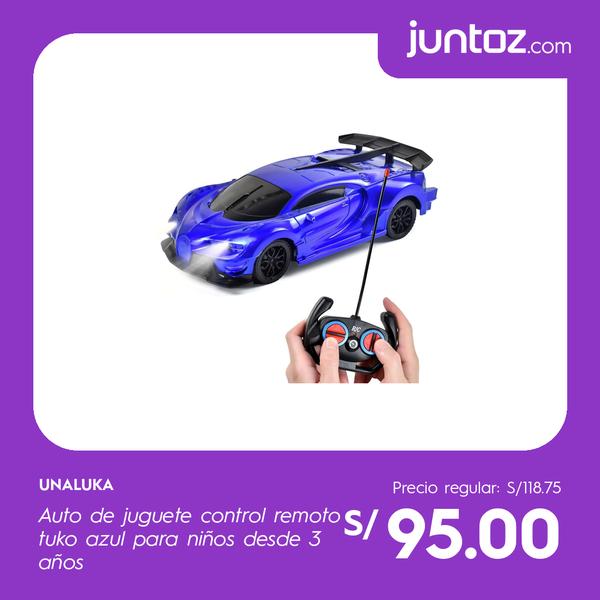 juntoz.com
R/C
UNALUKA
Auto de juguete control remoto
tuko azul para niños desde 3
años
Precio regular: S/118.75
S/ 95.00